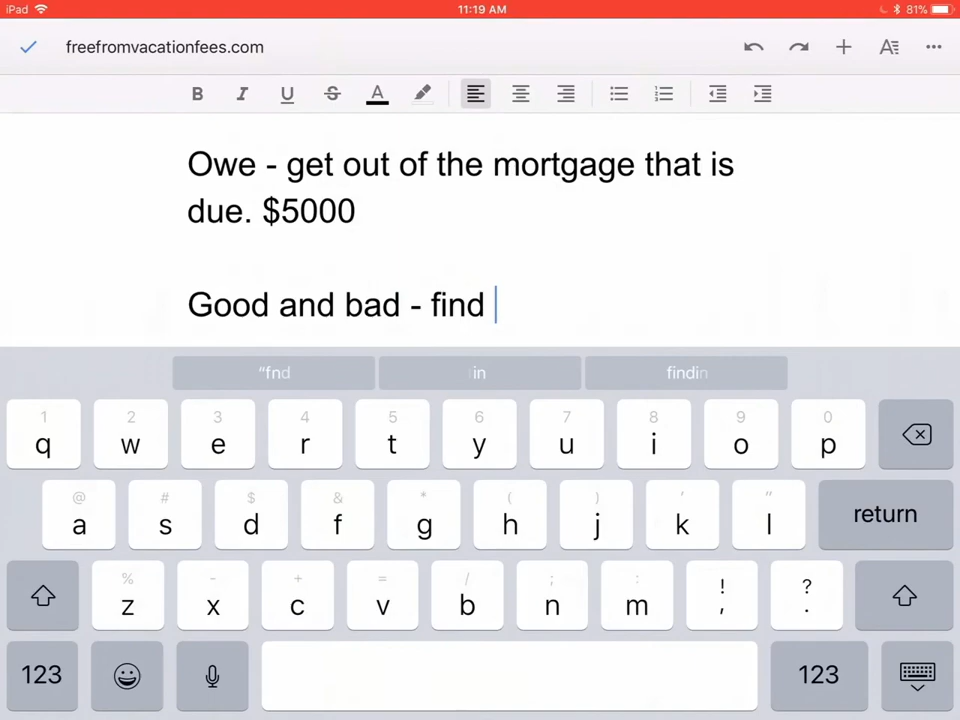 iPad 11:19 AM 81%
freefromvacationfees.com
B I U S A A
Owe - get out of the mortgage that is
due. $5000
Good and bad - find
"fnd in findin
1 2 3 4 5 6 7 8 9 0
q w e r t y u i o p
@ # $ & * ( ) ' "
a s d f g h j k l return
% - + = / ; : ! ?
z x c v b n m , .
123 123